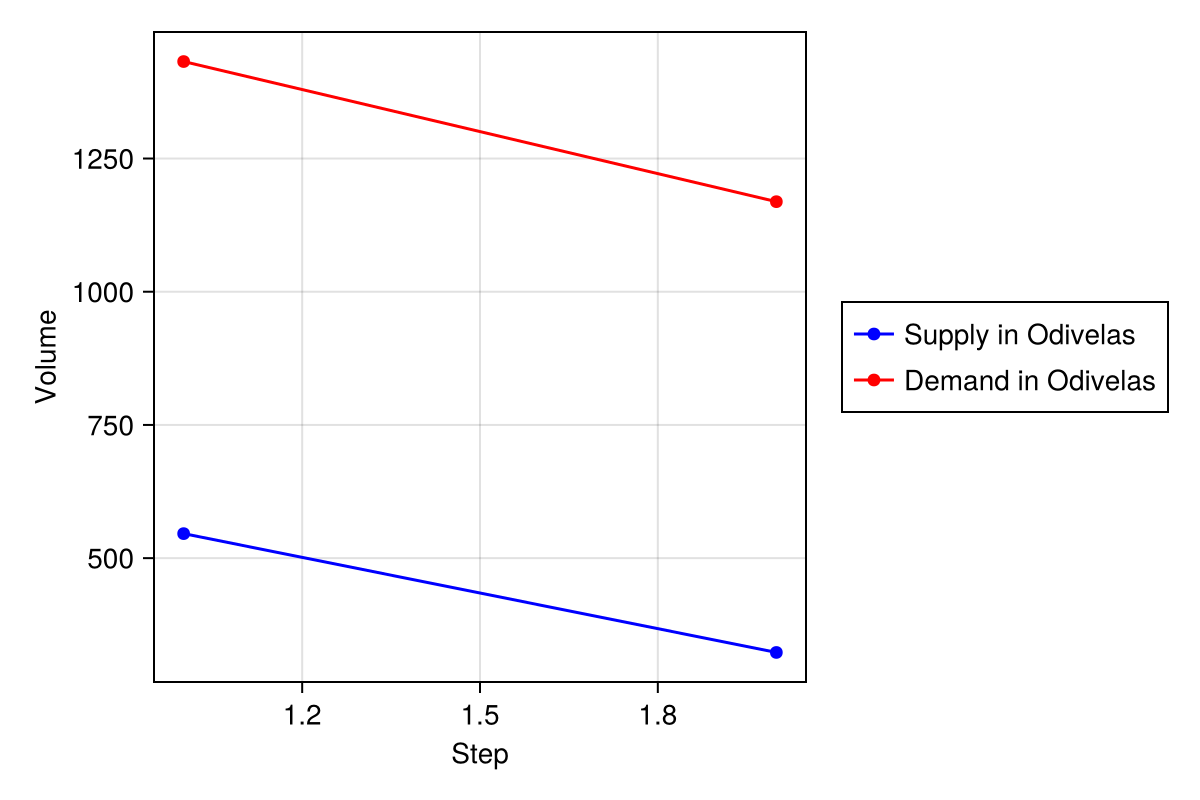 1250
1000
750
500
Volume
1.2
1.5
1.8
Step
Supply in Odivelas
Demand in Odivelas